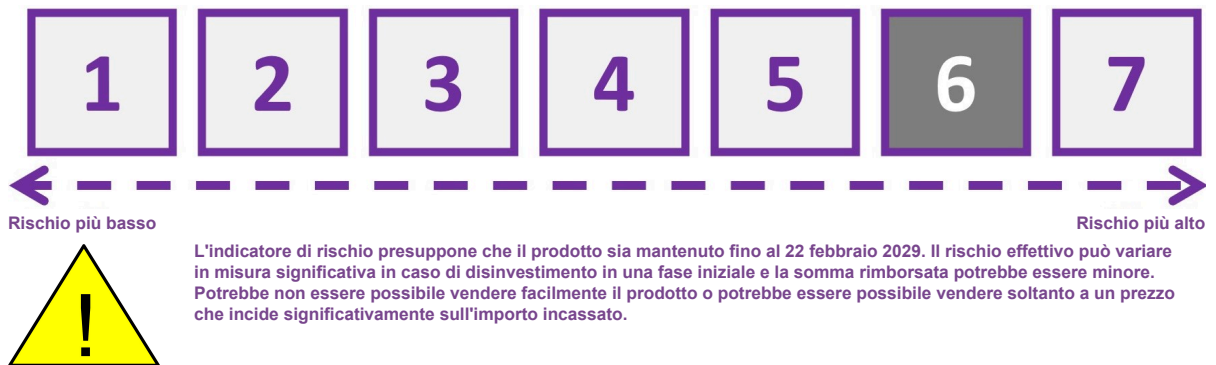 1 2 3 4 5 6 7
Rischio più basso Rischio più alto
L'indicatore di rischio presuppone che il prodotto sia mantenuto fino al 22 febbraio 2029. Il rischio effettivo può variare
in misura significativa in caso di disinvestimento in una fase iniziale e la somma rimborsata potrebbe essere minore.
Potrebbe non essere possibile vendere facilmente il prodotto o potrebbe essere possibile vendere soltanto a un prezzo
che incide significativamente sull'importo incassato.
!